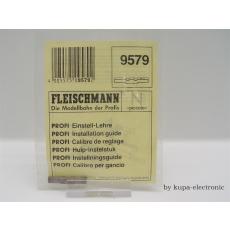 9579
FLEISCHMANN
Die Modellbahn der Profis
PROFI Einstell-Lehre
PROFI Installation guide
PROFI Calibre de reglage
PROFI Hulp-instelstuk
PROFI Instellningsguide
PROFI Calibro per gancio
by kupa-electronic